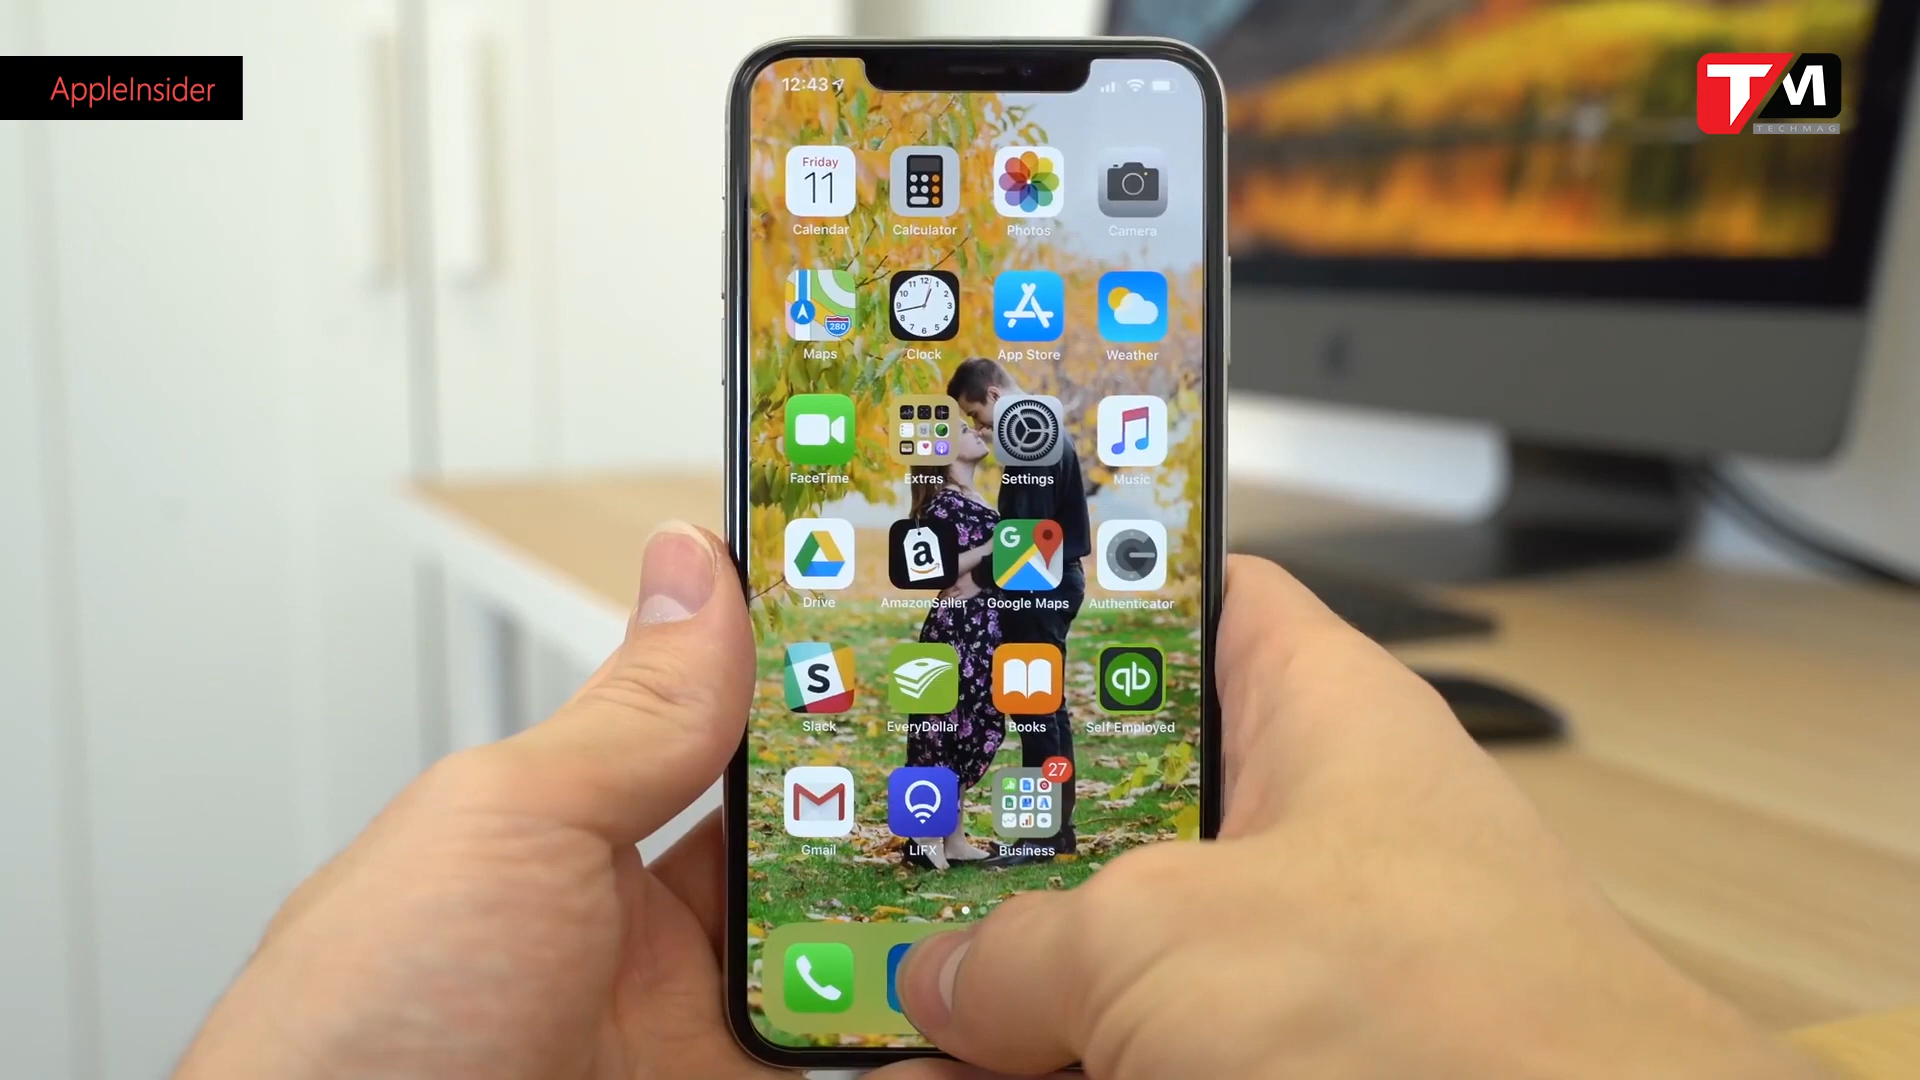 AppleInsider
TM
TECHMAG
12:43
Friday
11
Calendar
Calculator
Photos
Camera
280
Maps
Clock
App Store
Weather
FaceTime
Extras
Settings
Music
a
G
Drive
AmazonSeller
Google Maps
Authenticator
S
qb
Slack
EveryDollar
Books
Self Employed
27
Gmail
LIFX
Business